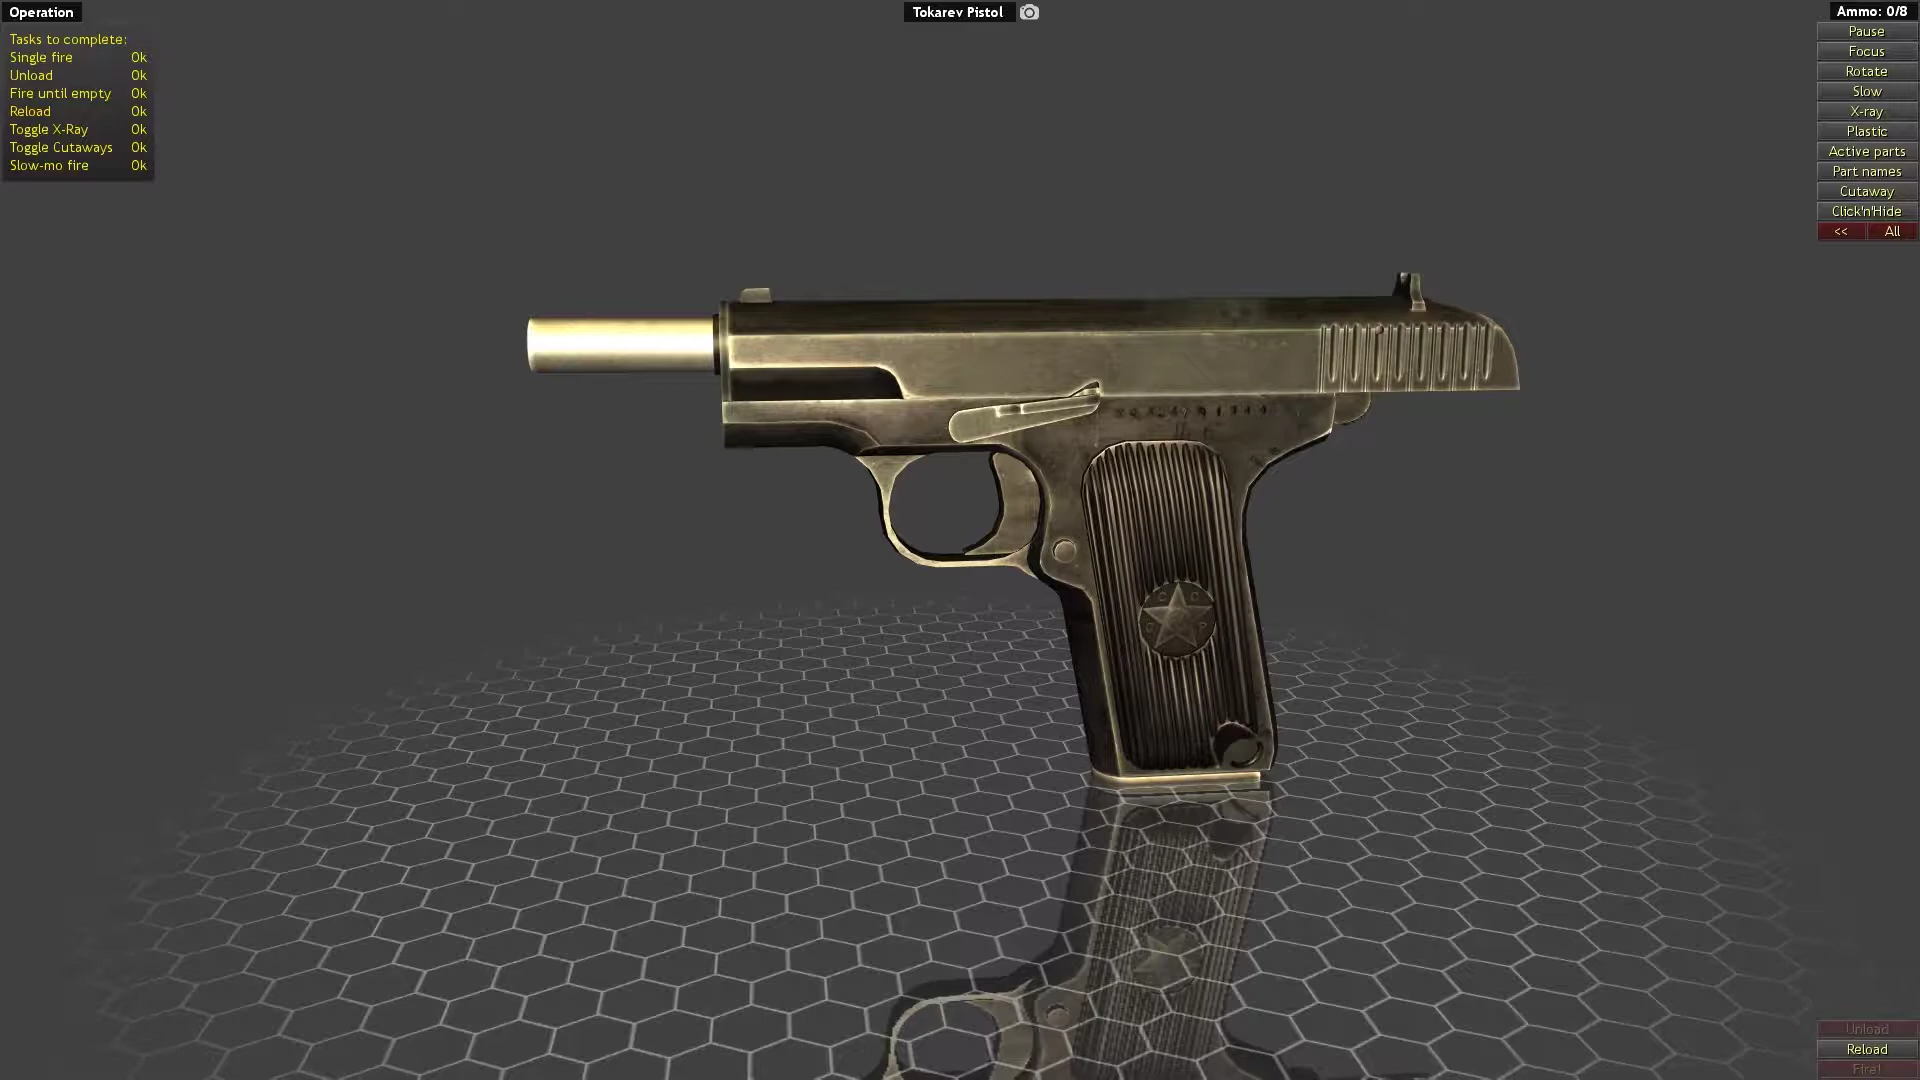 Operation
Tasks to complete:
Single fire Ok
Unload Ok
Fire until empty Ok
Reload Ok
Toggle X-Ray Ok
Toggle Cutaways Ok
Slow-mo fire Ok
Tokarev Pistol
Ammo: 0/8
Pause
Focus
Rotate
Slow
X-ray
Plastic
Active parts
Part names
Cutaway
Click'n'Hide
<< All
Unload
Reload
Fire!